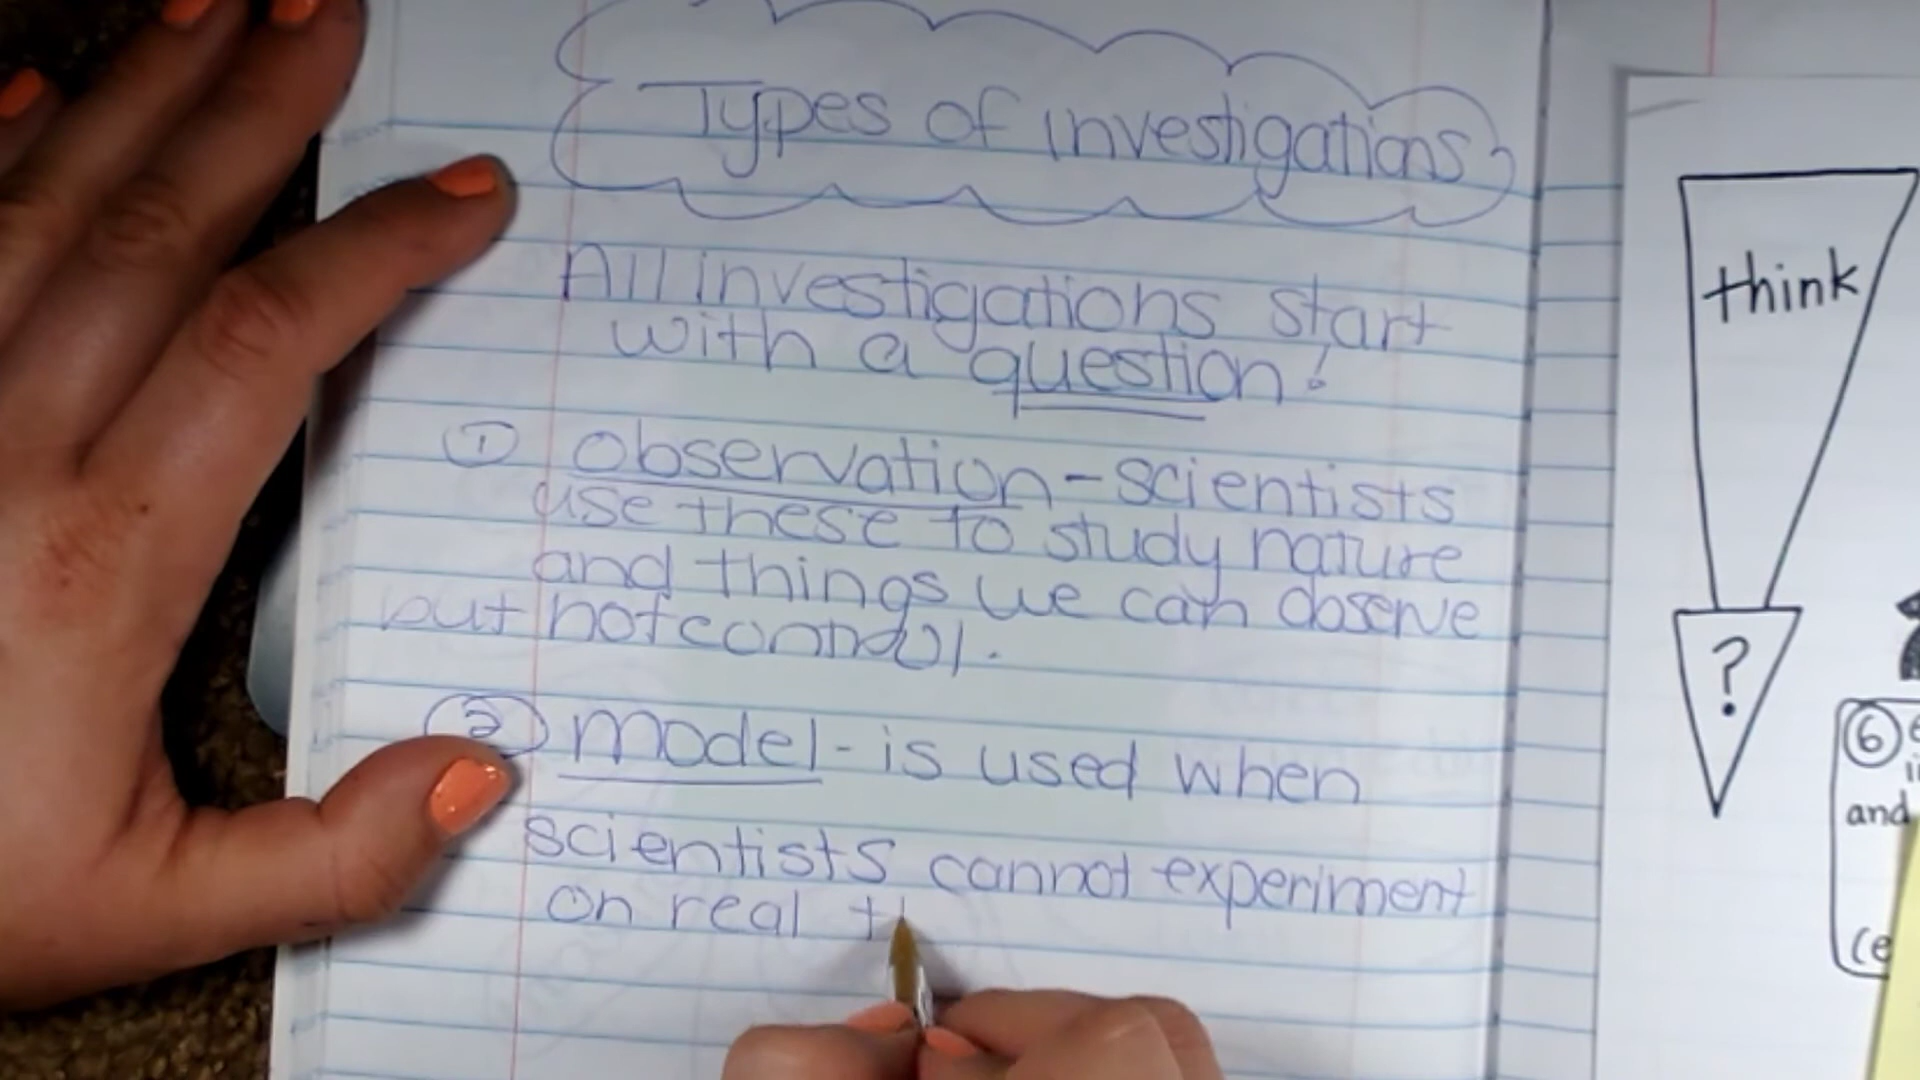 Types of investigations
All investigations start
with a question!
① observation - scientists
use these to study nature
and things we can observe
but not control.
② model - is used when
scientists cannot experiment
on real
think
?
⑥
and
(e